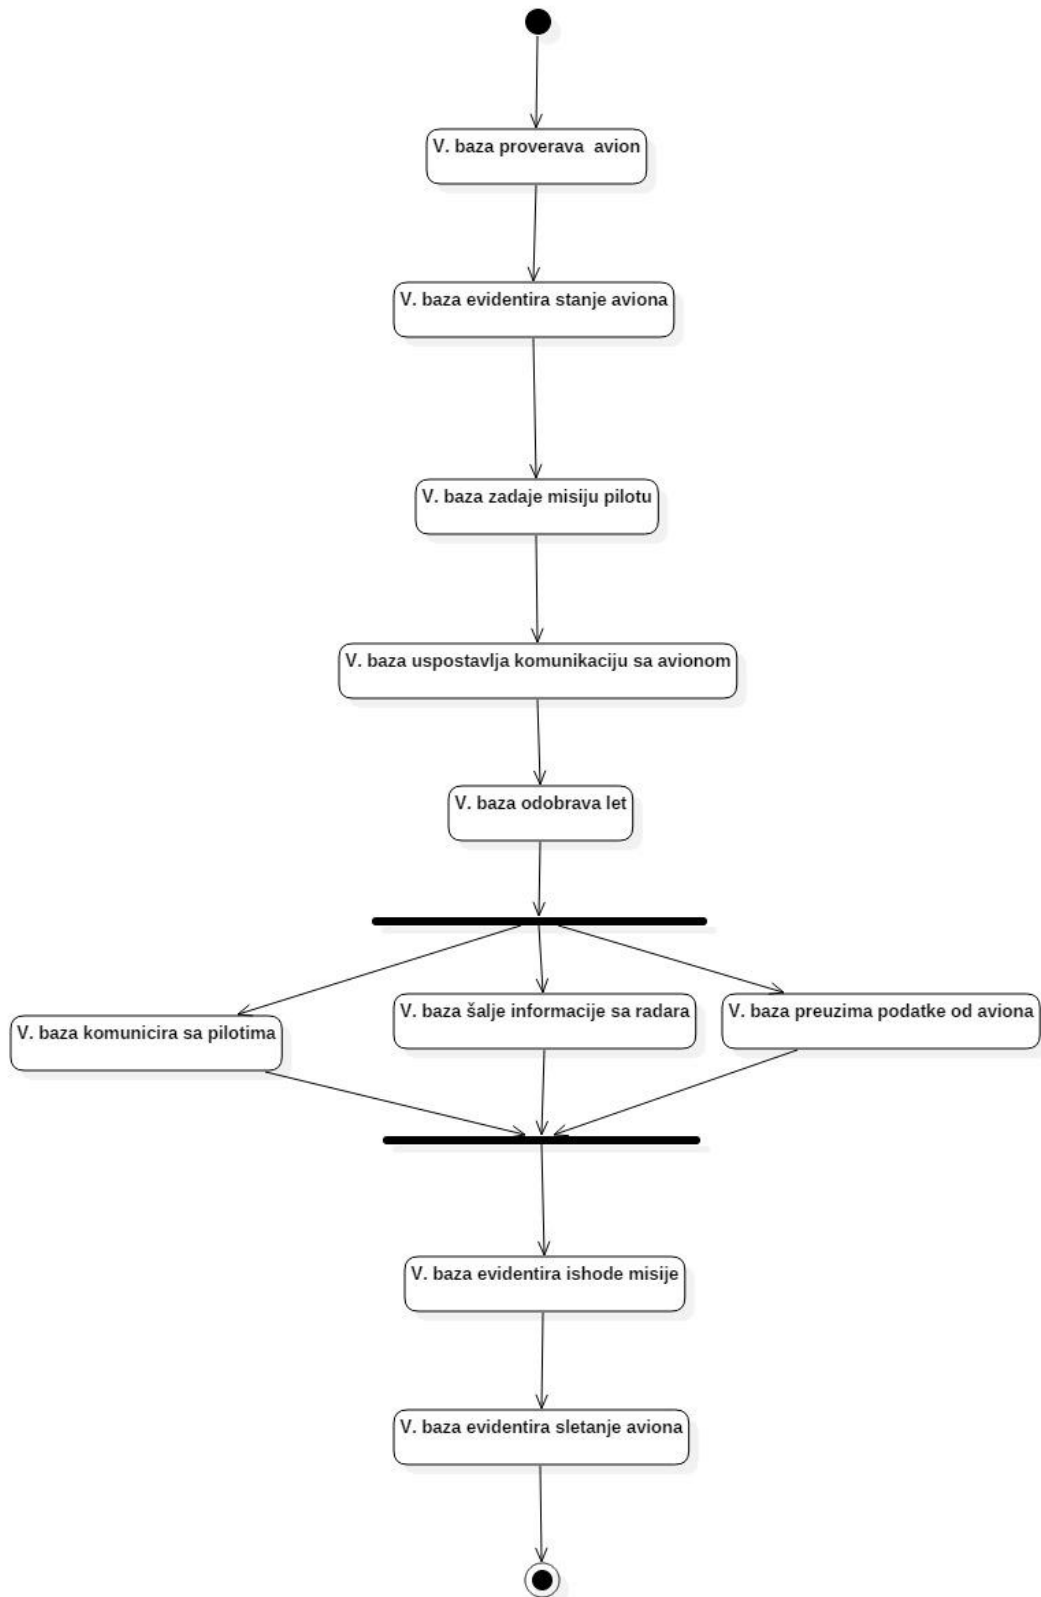 V. baza proverava  avion
V. baza evidentira stanje aviona
V. baza zadaje misiju pilotu
V. baza uspostavlja komunikaciju sa avionom
V. baza odobrava let
V. baza komunicira sa pilotima
V. baza šalje informacije sa radara
V. baza preuzima podatke od aviona
V. baza evidentira ishode misije
V. baza evidentira sletanje aviona